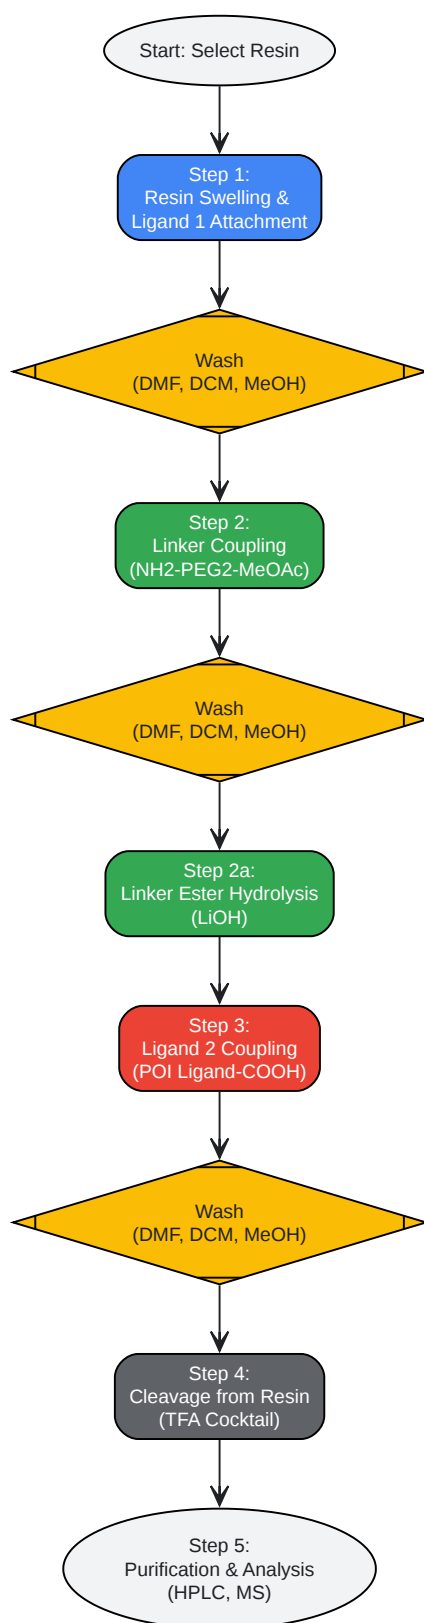 Start: Select Resin
Step 1:
Resin Swelling &
Ligand 1 Attachment
Wash
(DMF, DCM, MeOH)
Step 2:
Linker Coupling
(NH2-PEG2-MeOAc)
Wash
(DMF, DCM, MeOH)
Step 2a:
Linker Ester Hydrolysis
(LiOH)
Step 3:
Ligand 2 Coupling
(POI Ligand-COOH)
Wash
(DMF, DCM, MeOH)
Step 4:
Cleavage from Resin
(TFA Cocktail)
Step 5:
Purification & Analysis
(HPLC, MS)